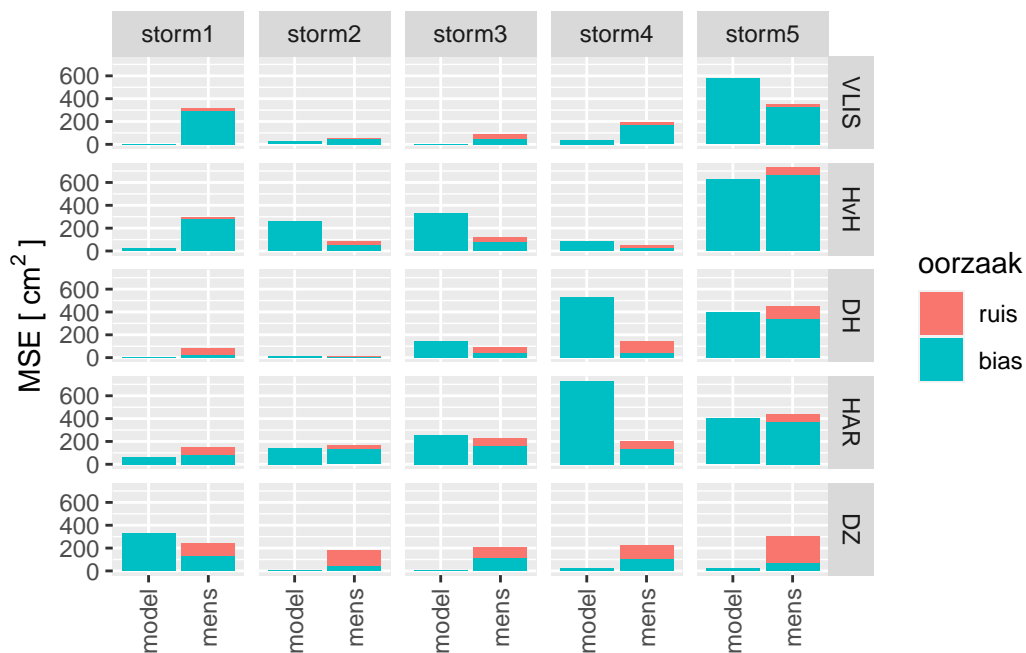 storm1 storm2 storm3 storm4 storm5
MSE [ cm²]
600
400
200
0
VLIS
600
400
200
0
HvH
600
400
200
0
DH
600
400
200
0
HAR
600
400
200
0
DZ
model mens model mens model mens model mens model mens
oorzaak
ruis
bias